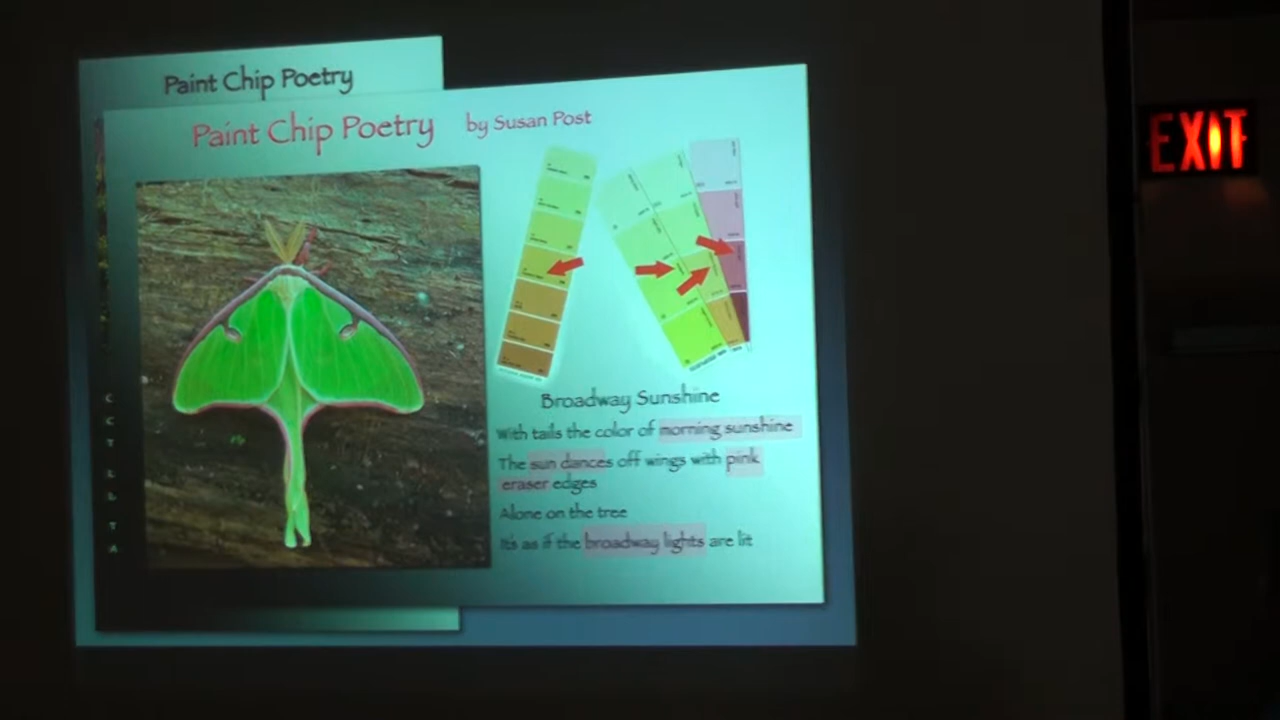 Paint Chip Poetry
Paint Chip Poetry by Susan Post
Broadway Sunshine
With tails the color of morning sunshine
The sun dances off wings with pink
eraser edges
Alone on the tree
It's as if the broadway lights are lit
C
C
T
L
L
T
A
EXIT